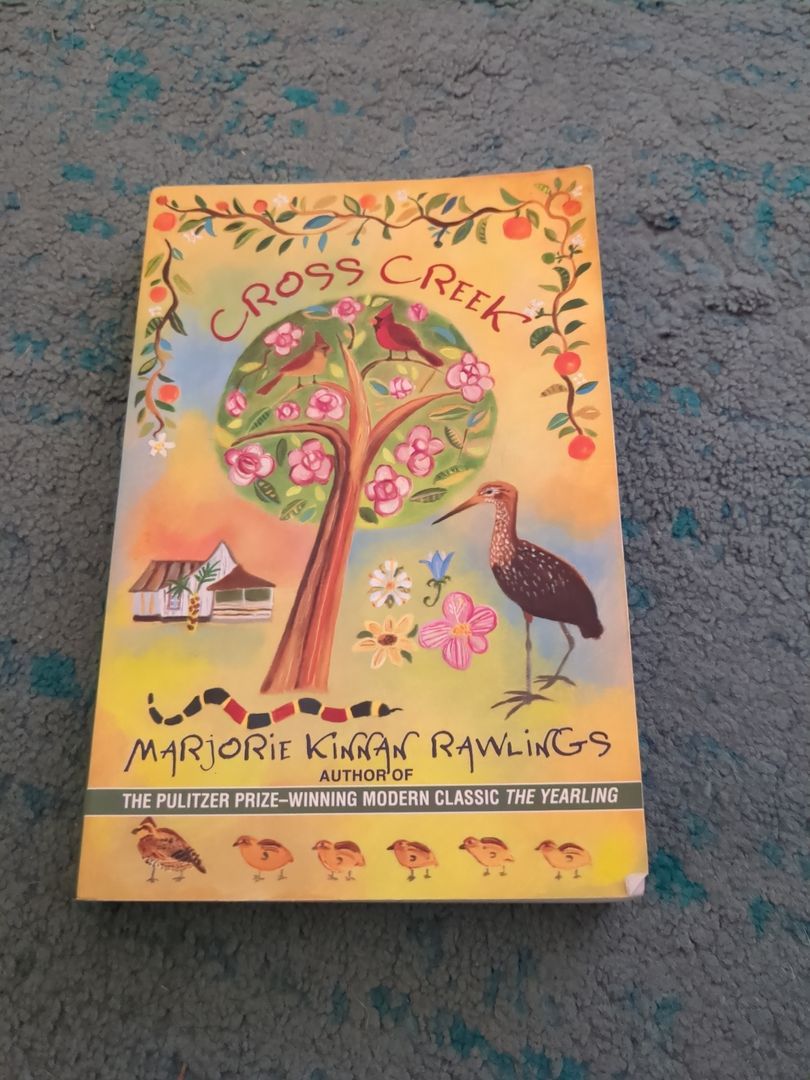 CROSS CREEK
MARJORIE KINNAN RAWLINGS
AUTHOR OF
THE PULITZER PRIZE–WINNING MODERN CLASSIC THE YEARLING